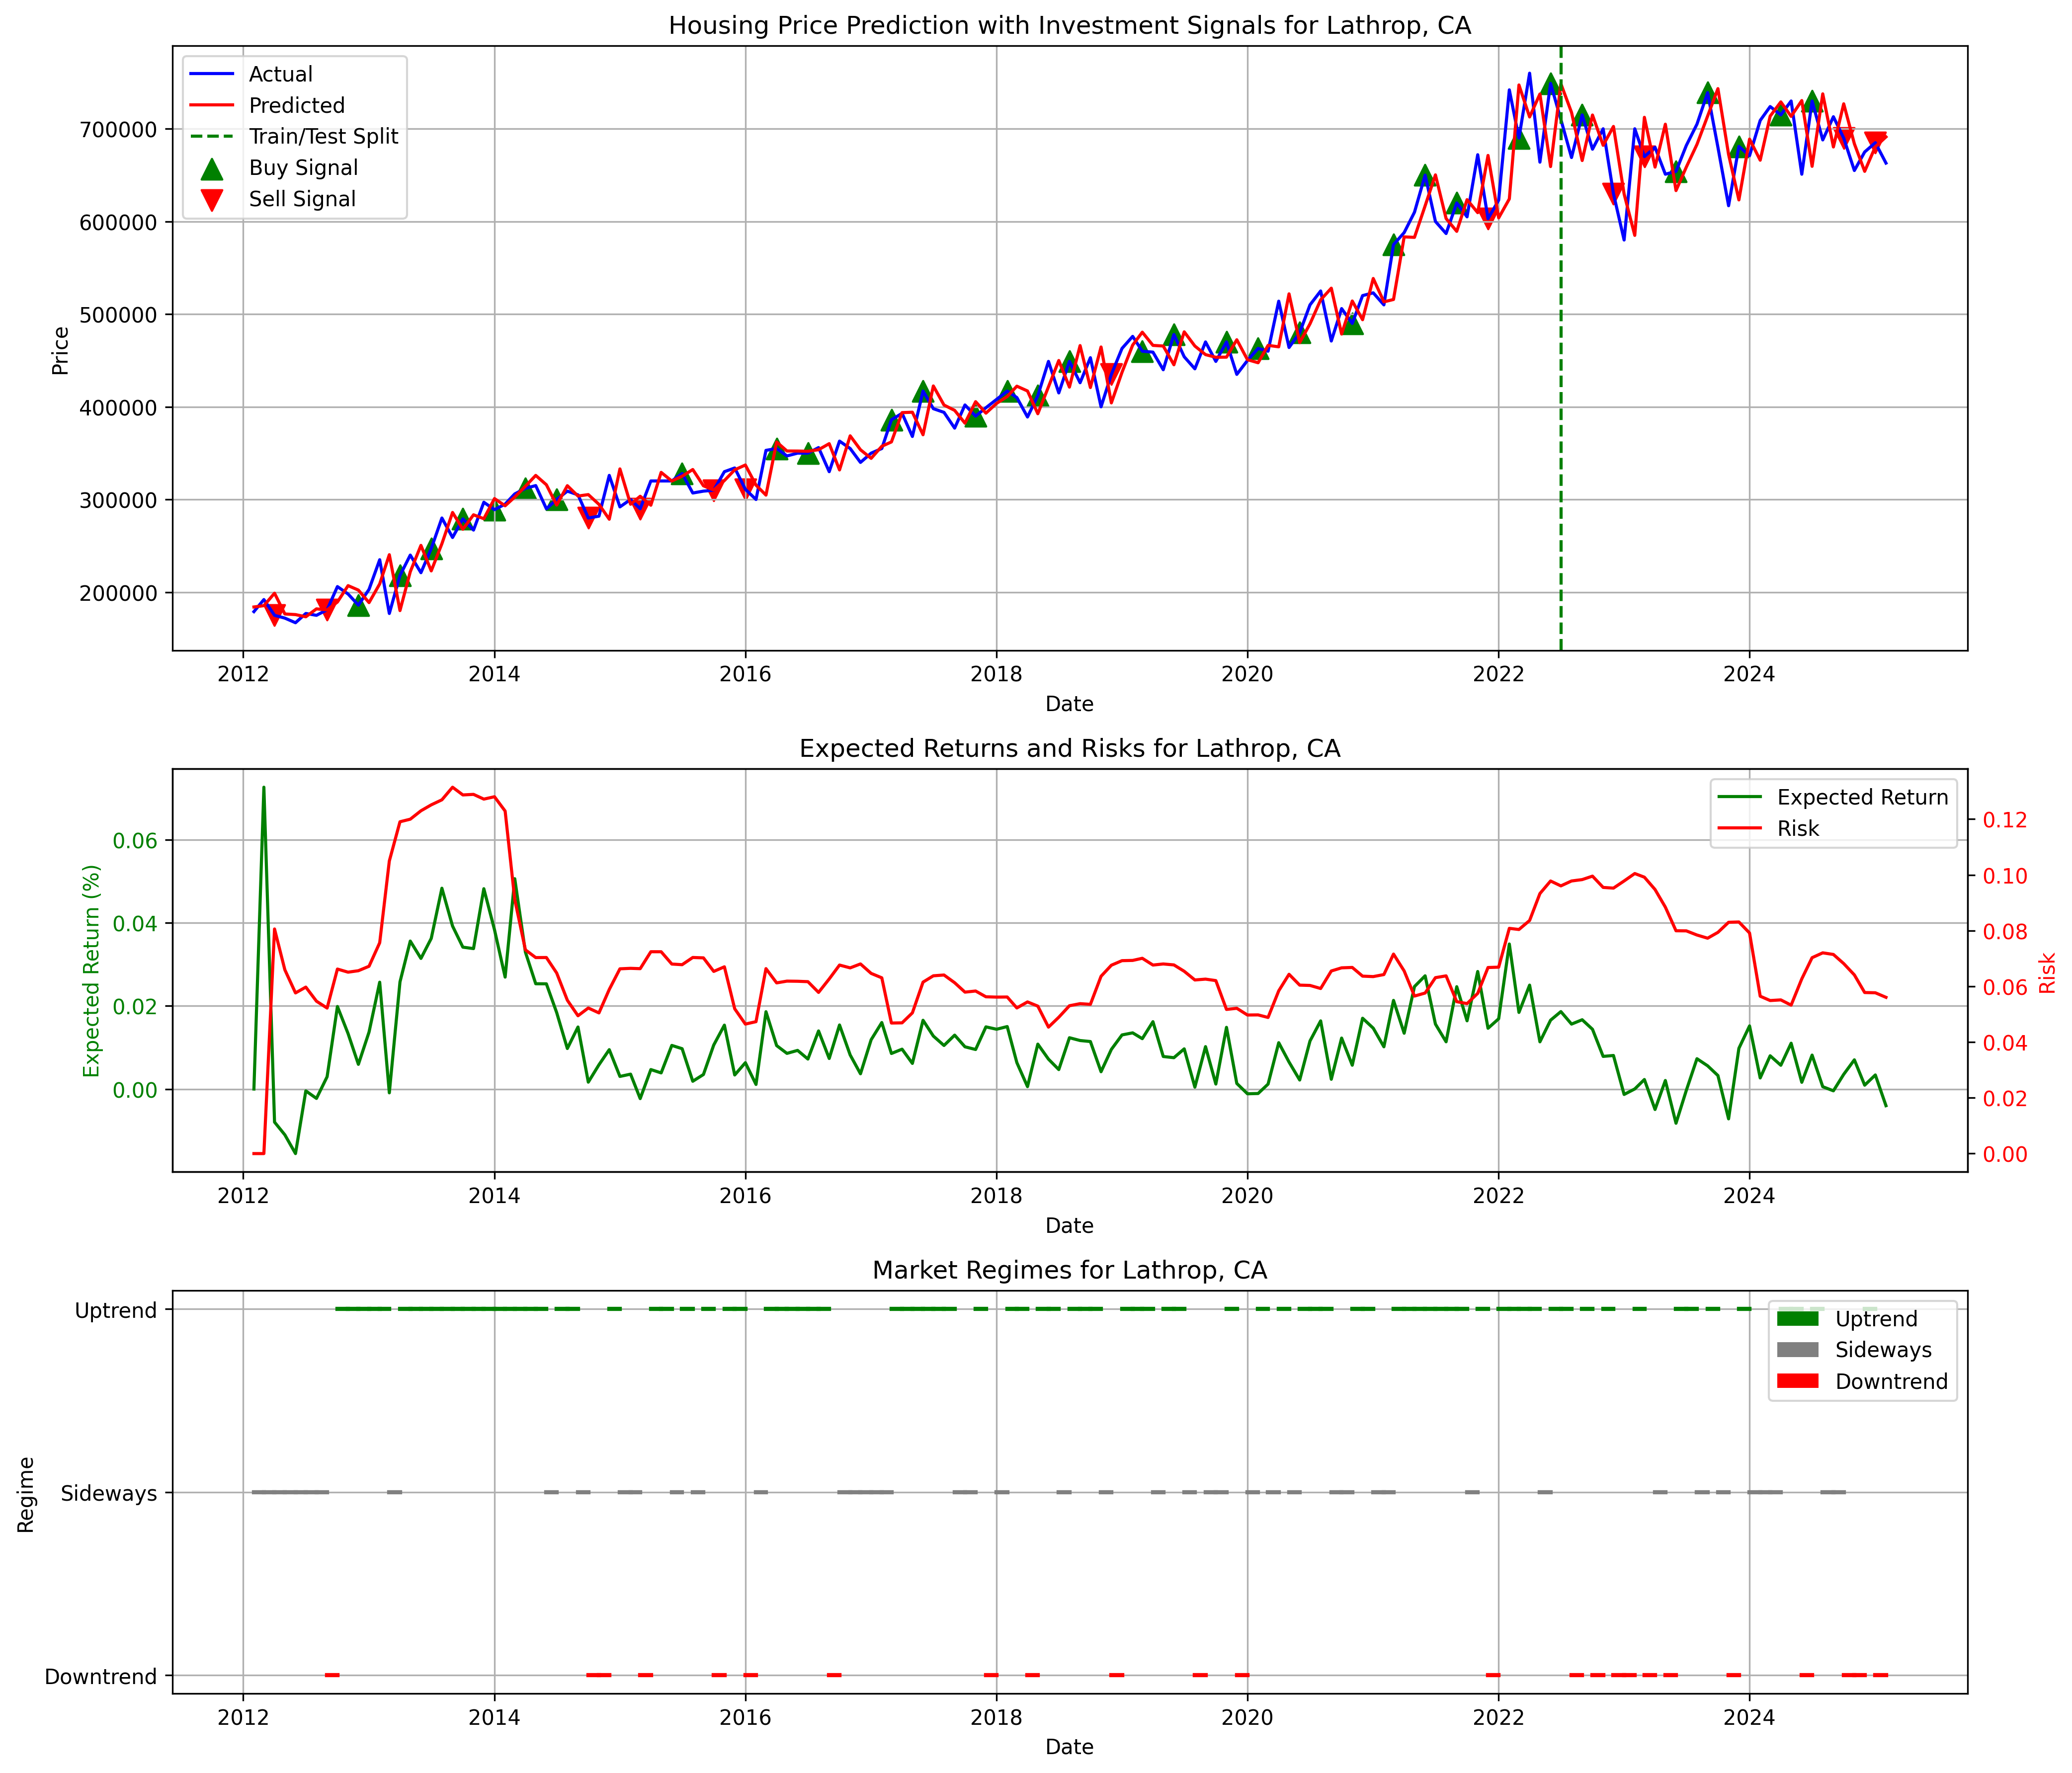 Housing Price Prediction with Investment Signals for Lathrop, CA
Actual
Predicted
Train/Test Split
Buy Signal
Sell Signal
Price
700000
600000
500000
400000
300000
200000
2012 2014 2016 2018 2020 2022 2024
Date
Expected Returns and Risks for Lathrop, CA
Expected Return
Risk
Expected Return (%)
0.06
0.04
0.02
0.00
0.12
0.10
0.08
0.06
0.04
0.02
0.00
Risk
2012 2014 2016 2018 2020 2022 2024
Date
Market Regimes for Lathrop, CA
Uptrend
Sideways
Downtrend
Regime
Uptrend
Sideways
Downtrend
2012 2014 2016 2018 2020 2022 2024
Date